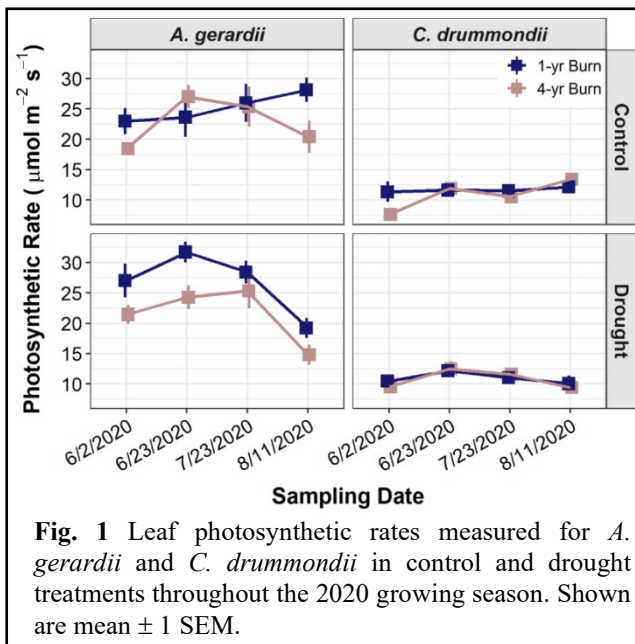 A. gerardii
C. drummondii
1-yr Burn
4-yr Burn
Control
Drought
Photosynthetic Rate ( μmol m⁻² s⁻¹)
30
25
20
15
10
30
25
20
15
10
6/2/2020
6/23/2020
7/23/2020
8/11/2020
6/2/2020
6/23/2020
7/23/2020
8/11/2020
Sampling Date
Fig. 1 Leaf photosynthetic rates measured for A.
gerardii and C. drummondii in control and drought
treatments throughout the 2020 growing season. Shown
are mean ± 1 SEM.